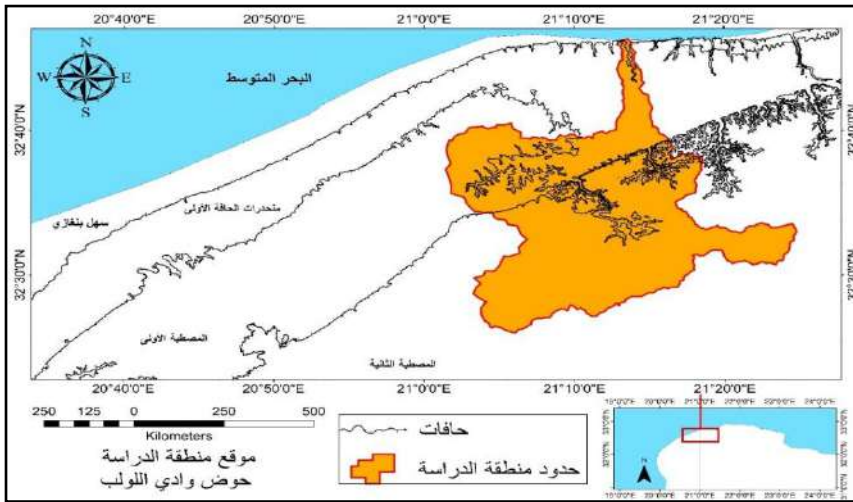 20°40'0"E 20°50'0"E 21°0'0"E 21°10'0"E 21°20'0"E
N
W E
S
البحر المتوسط
32°40'0"N
سهل بنغازي
منحدرات الحافة الأولى
32°30'0"N
المصطبة الأولى
المصطبة الثانية
20°40'0"E 20°50'0"E 21°0'0"E 21°10'0"E 21°20'0"E
250 125 0 250 500
Kilometers
موقع منطقة الدراسة
حوض وادي اللولب
حافات
حدود منطقة الدراسة
N